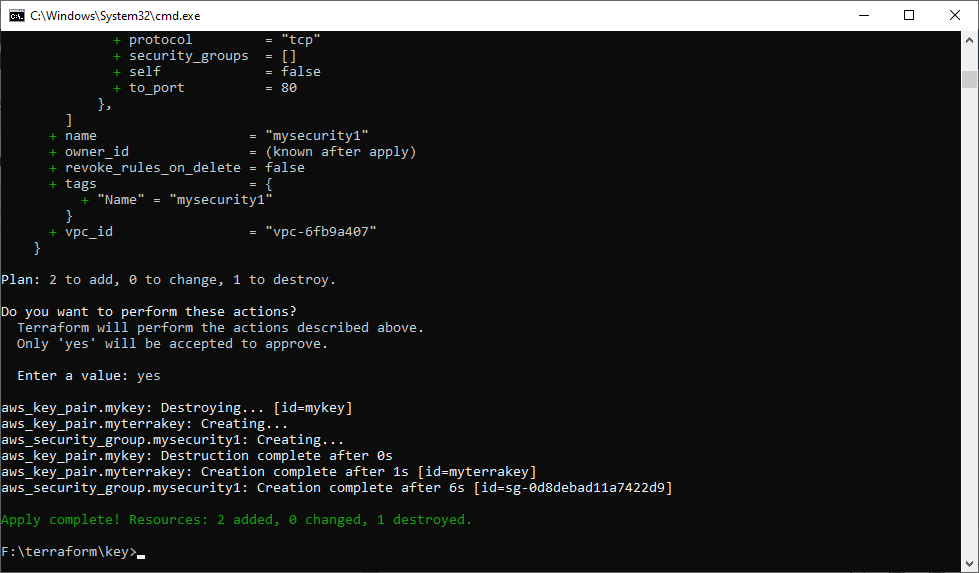 C:\Windows\System32\cmd.exe
+ protocol         = "tcp"
+ security_groups  = []
+ self             = false
+ to_port          = 80
},
]
+ name                   = "mysecurity1"
+ owner_id               = (known after apply)
+ revoke_rules_on_delete = false
+ tags                   = {
+ "Name" = "mysecurity1"
}
+ vpc_id                 = "vpc-6fb9a407"
}
Plan: 2 to add, 0 to change, 1 to destroy.
Do you want to perform these actions?
Terraform will perform the actions described above.
Only 'yes' will be accepted to approve.
Enter a value: yes
aws_key_pair.mykey: Destroying... [id=mykey]
aws_key_pair.myterrakey: Creating...
aws_security_group.mysecurity1: Creating...
aws_key_pair.mykey: Destruction complete after 0s
aws_key_pair.myterrakey: Creation complete after 1s [id=myterrakey]
aws_security_group.mysecurity1: Creation complete after 6s [id=sg-0d8debad11a7422d9]
Apply complete! Resources: 2 added, 0 changed, 1 destroyed.
F:\terraform\key>